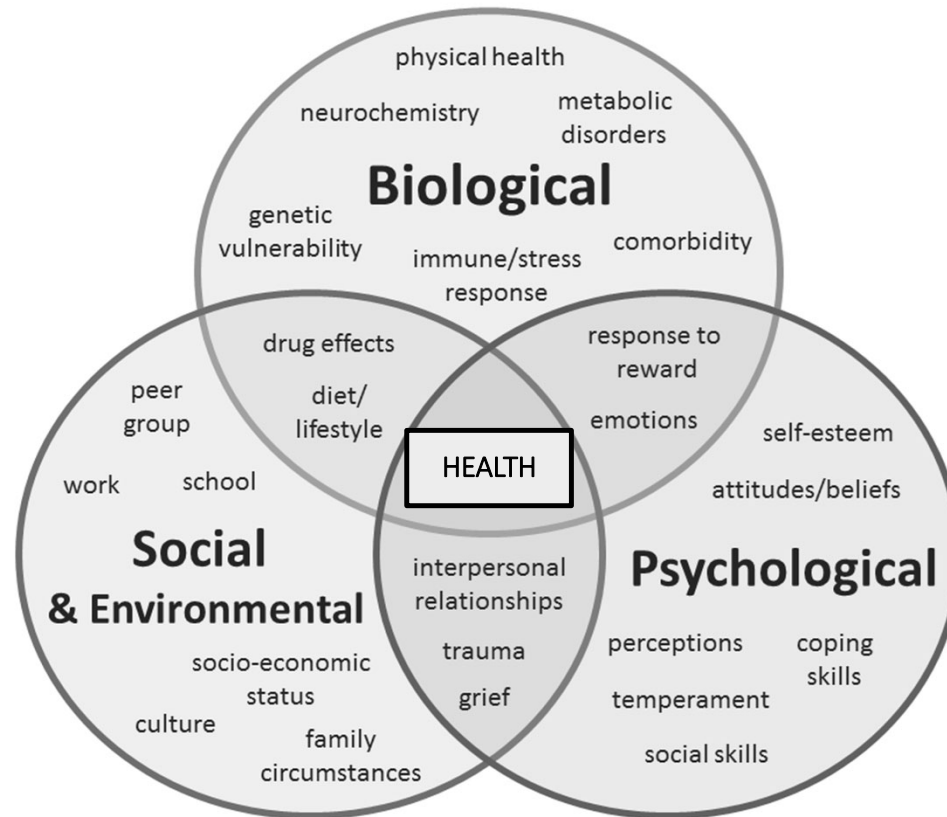 physical health
neurochemistry
metabolic
disorders
Biological
genetic
vulnerability
immune/stress
response
comorbidity
drug effects
diet/
lifestyle
response to
reward
emotions
HEALTH
peer
group
work
school
Social
& Environmental
socio-economic
status
culture
family
circumstances
interpersonal
relationships
trauma
grief
self-esteem
attitudes/beliefs
Psychological
perceptions
coping
skills
temperament
social skills